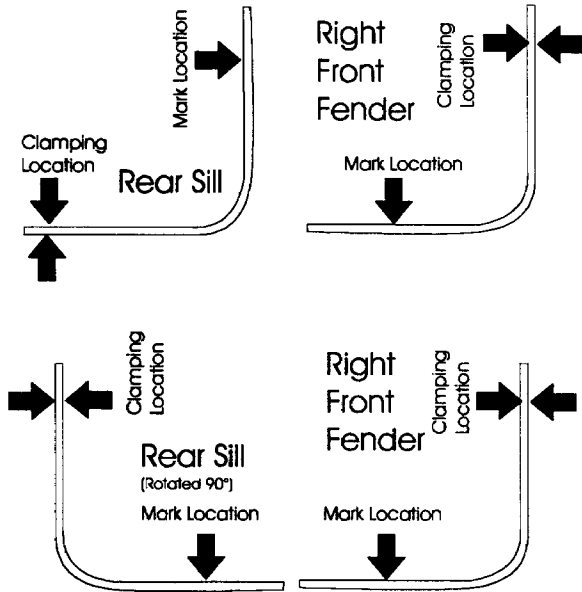 Mark Location
Clamping
Location
Rear Sill
Right
Front
Fender
Clamping
Location
Mark Location
Clamping
Location
Rear Sill
(Rotated 90°)
Mark Location
Right
Front
Fender
Clamping
Location
Mark Location